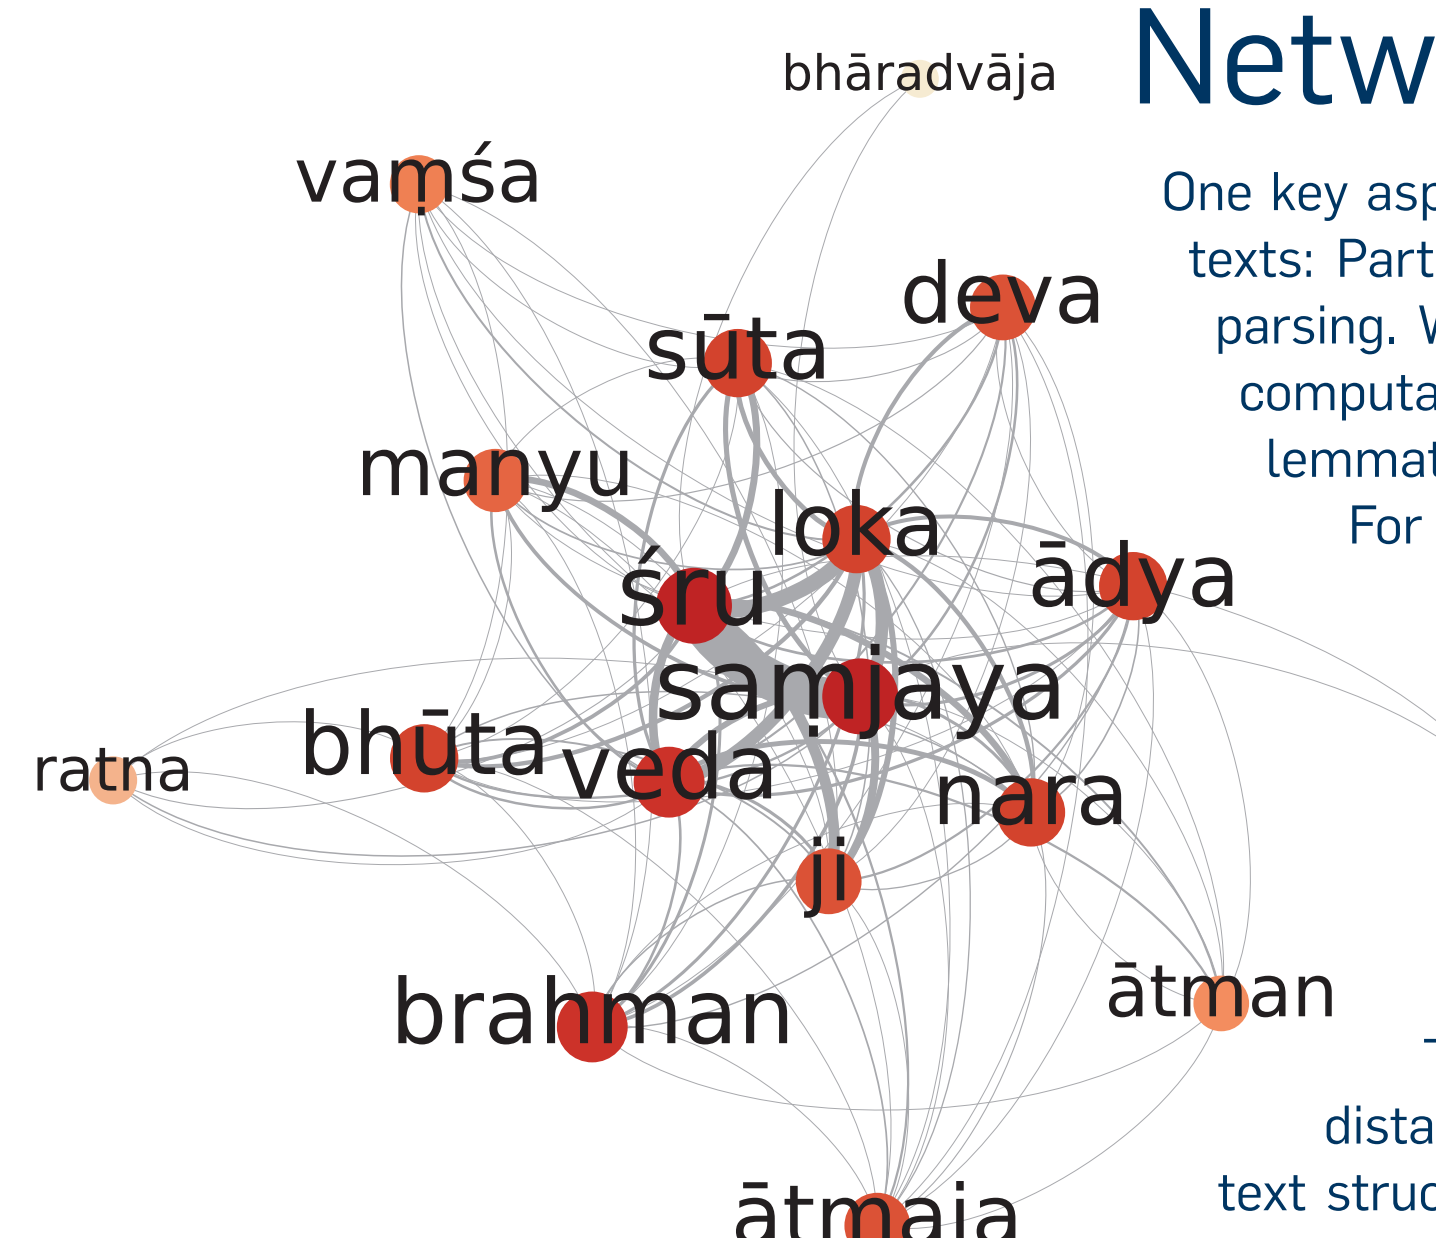 Netw
bhāradvāja
vaṃśa
One key asp
texts: Part
deva
parsing. W
sūta
computa
lemmat
manyu
loka
For
ādya
śru
saṃjaya
bhūta
veda
ratna
nara
ji
ātman
brahman
dista
text struc
ātmaja